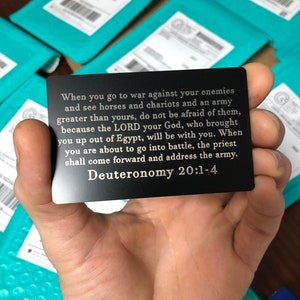 When you go to war against your enemies
and see horses and chariots and an army
greater than yours, do not be afraid of them,
because the LORD your God, who brought
you up out of Egypt, will be with you. When
you are about to go into battle, the priest
shall come forward and address the army.
Deuteronomy 20:1-4